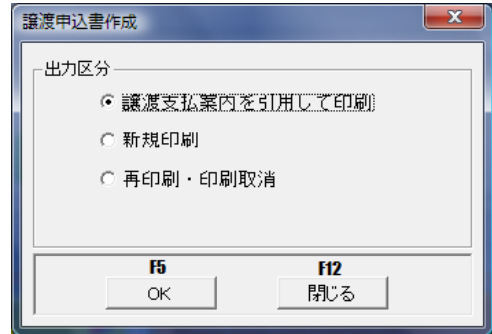 譲渡申込書作成
出力区分
譲渡支払案内を引用して印刷
新規印刷
再印刷・印刷取消
F5 F12
OK 閉じる